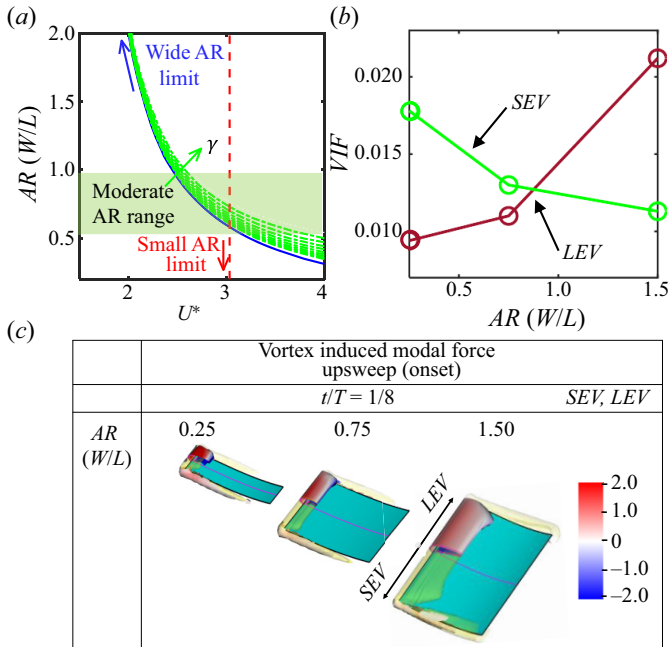 (a)
2.0
1.5
1.0
0.5
AR (W/L)
Wide AR
limit
γ
Moderate
AR range
Small AR
limit
2
3
4
U*
(b)
0.020
0.015
0.010
VIF
SEV
LEV
0.5
1.0
1.5
AR (W/L)
(c)
Vortex induced modal force
upsweep (onset)
t/T = 1/8
SEV, LEV
AR
(W/L)
0.25
0.75
1.50
LEV
SEV
2.0
1.0
0
–1.0
–2.0